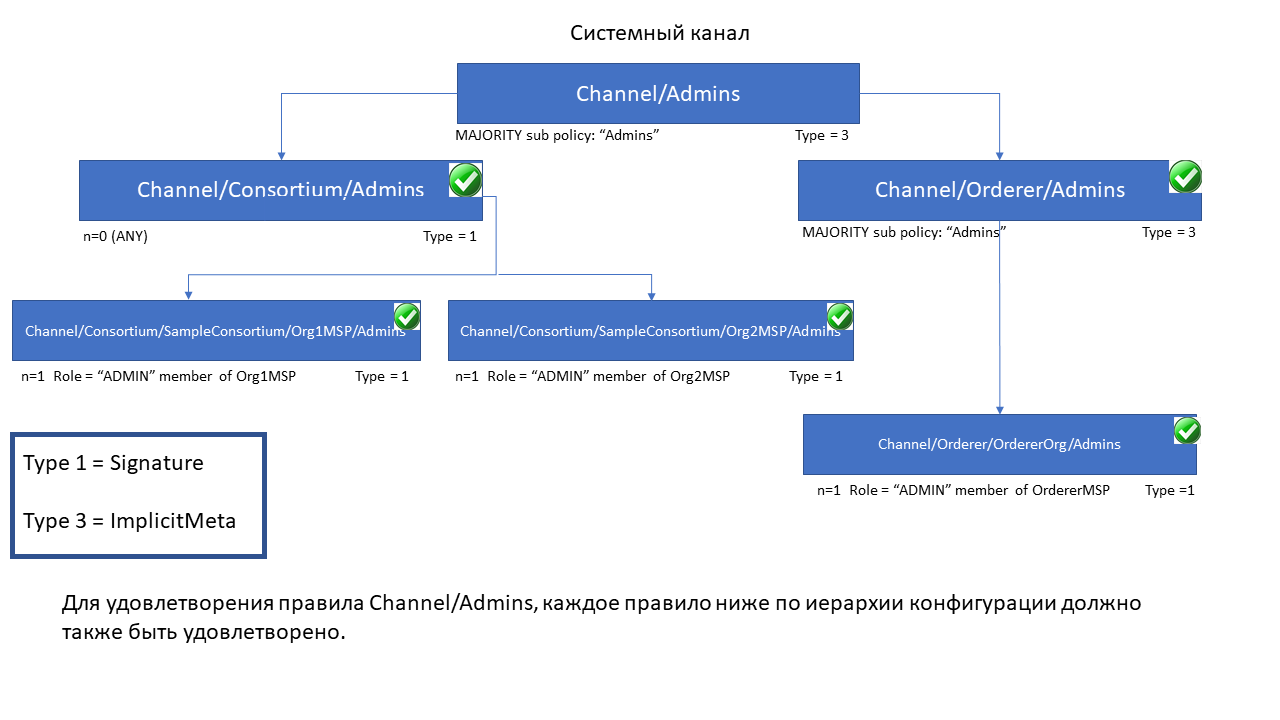 Системный канал
Channel/Admins
MAJORITY sub policy: “Admins” Type = 3
Channel/Consortium/Admins
n=0 (ANY) Type = 1
Channel/Orderer/Admins
MAJORITY sub policy: “Admins” Type = 3
Channel/Consortium/SampleConsortium/Org1MSP/Admins
n=1 Role = “ADMIN” member of Org1MSP Type = 1
Channel/Consortium/SampleConsortium/Org2MSP/Admins
n=1 Role = “ADMIN” member of Org2MSP Type = 1
Channel/Orderer/OrdererOrg/Admins
n=1 Role = “ADMIN” member of OrdererMSP Type =1
Type 1 = Signature
Type 3 = ImplicitMeta
Для удовлетворения правила Channel/Admins, каждое правило ниже по иерархии конфигурации должно
также быть удовлетворено.